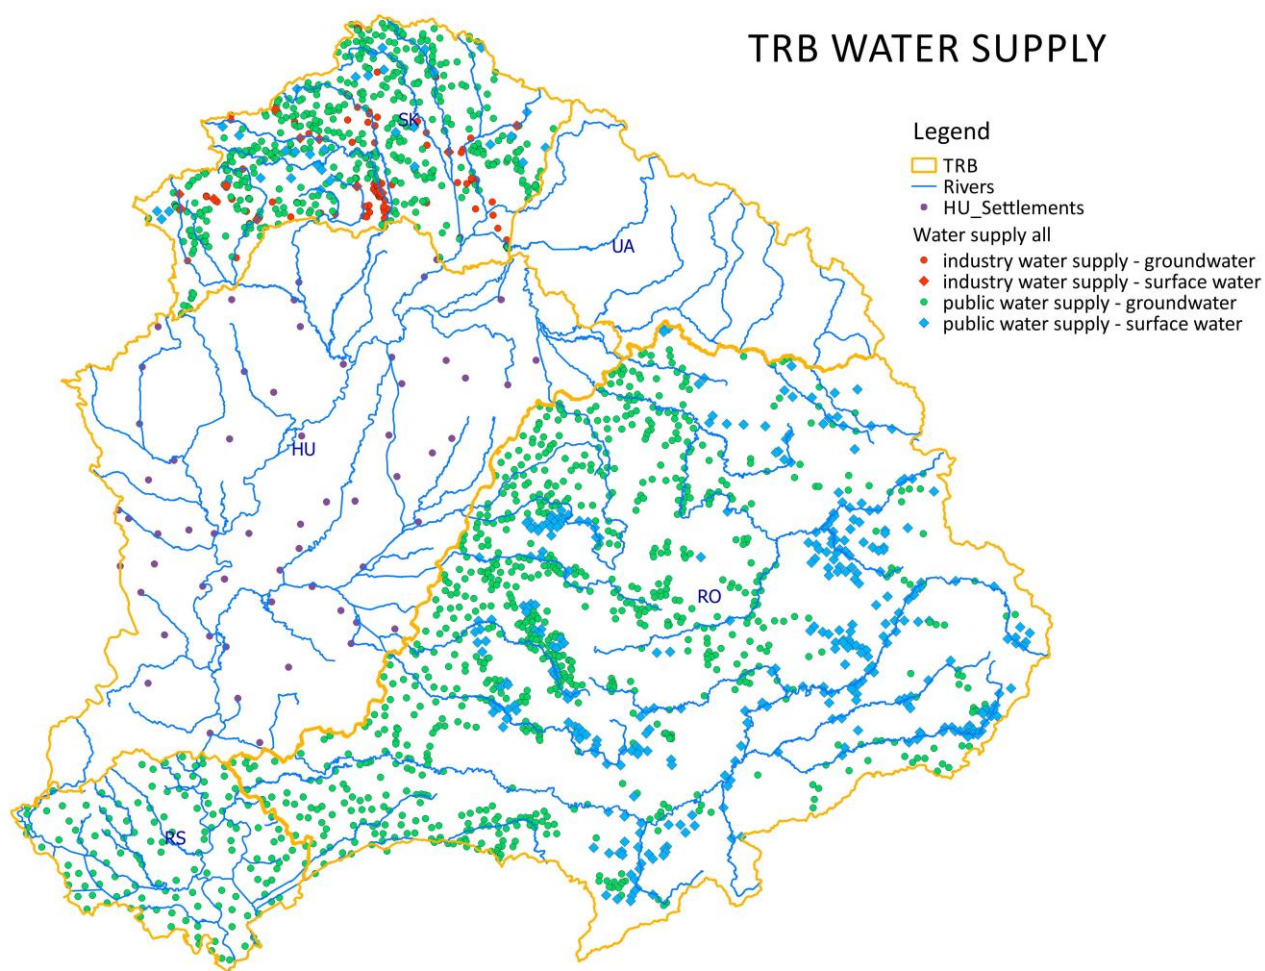 TRB WATER SUPPLY
Legend
TRB
Rivers
HU_Settlements
Water supply all
industry water supply - groundwater
industry water supply - surface water
public water supply - groundwater
public water supply - surface water
SK
UA
HU
RO
RS